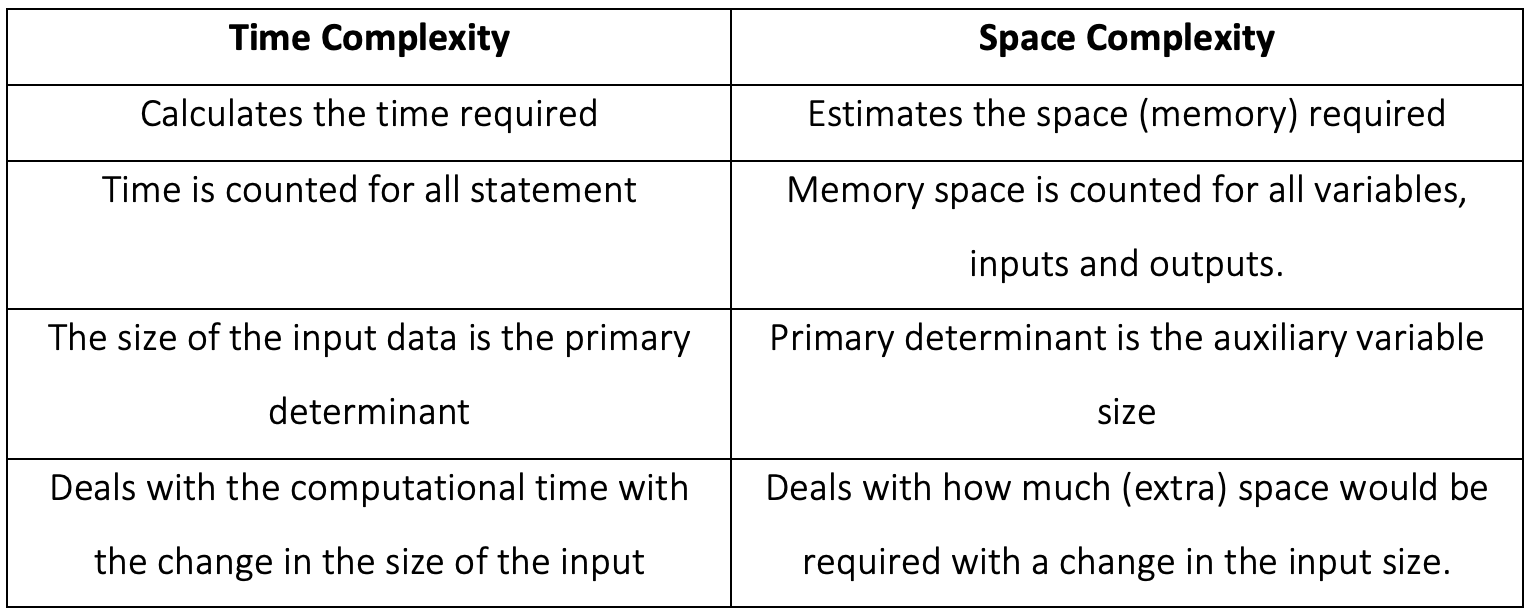 Time Complexity
Space Complexity
Calculates the time required
Estimates the space (memory) required
Time is counted for all statement
Memory space is counted for all variables,
inputs and outputs.
The size of the input data is the primary
determinant
Primary determinant is the auxiliary variable
size
Deals with the computational time with
the change in the size of the input
Deals with how much (extra) space would be
required with a change in the input size.